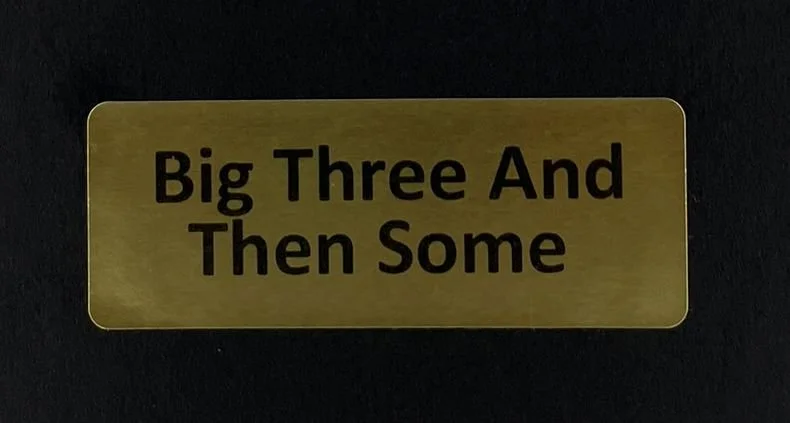 Big Three And
Then Some